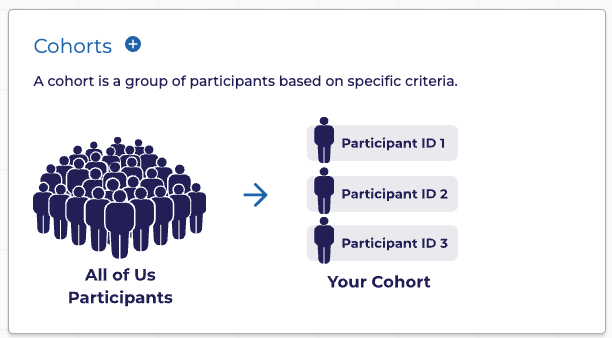 Cohorts
A cohort is a group of participants based on specific criteria.
Participant ID 1
Participant ID 2
Participant ID 3
All of Us
Participants
Your Cohort